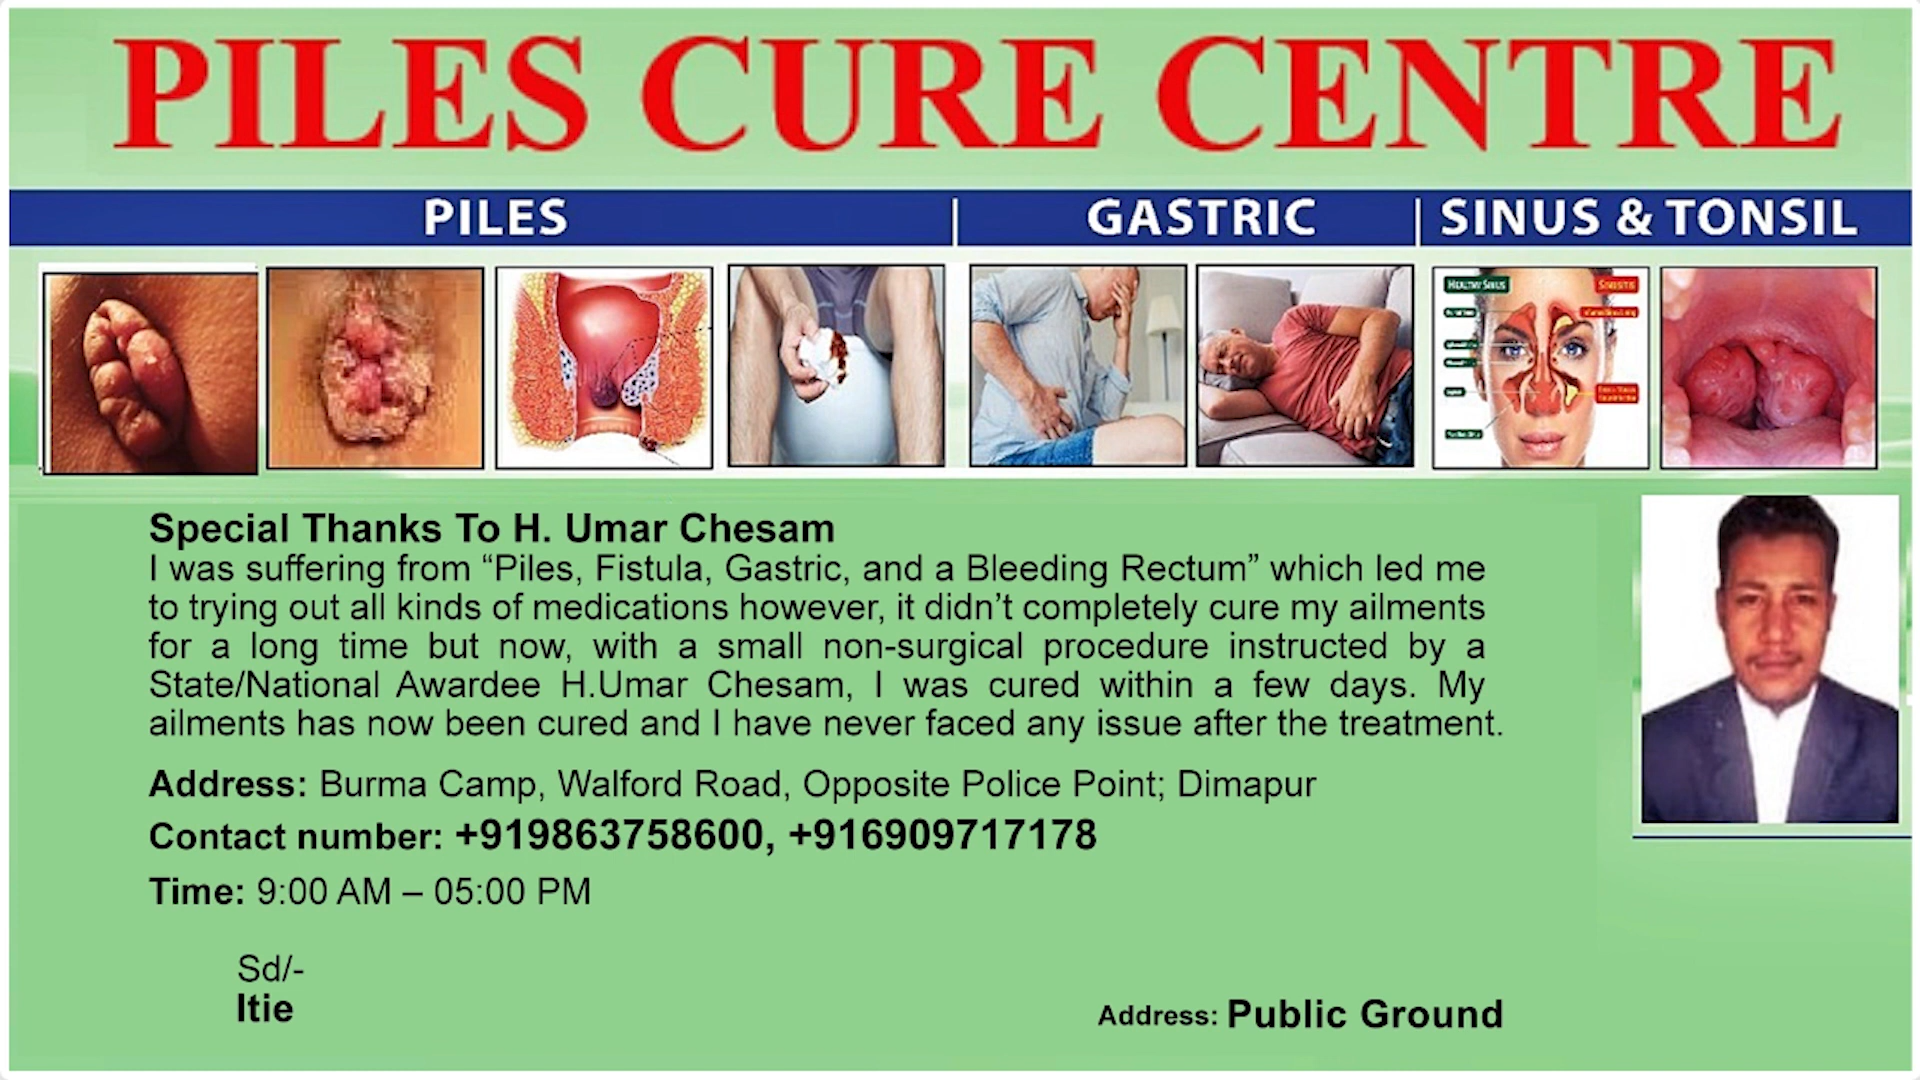 PILES CURE CENTRE
PILES | GASTRIC | SINUS & TONSIL
HEALTHY SINUS
SINUSITIS
Special Thanks To H. Umar Chesam
I was suffering from “Piles, Fistula, Gastric, and a Bleeding Rectum” which led me
to trying out all kinds of medications however, it didn’t completely cure my ailments
for a long time but now, with a small non-surgical procedure instructed by a
State/National Awardee H.Umar Chesam, I was cured within a few days. My
ailments has now been cured and I have never faced any issue after the treatment.
Address: Burma Camp, Walford Road, Opposite Police Point; Dimapur
Contact number: +919863758600, +916909717178
Time: 9:00 AM – 05:00 PM
Sd/-
Itie
Address: Public Ground